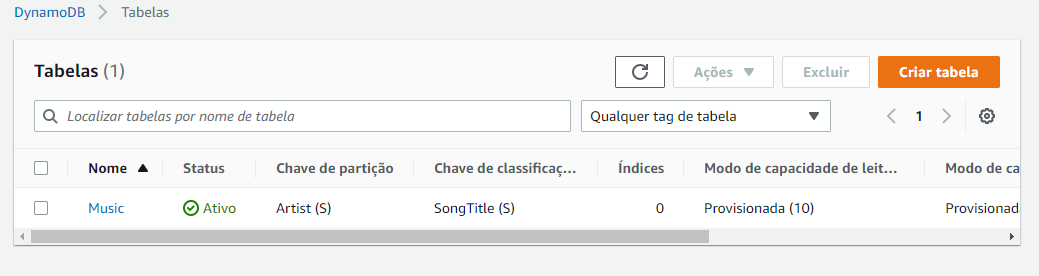 DynamoDB > Tabelas
Tabelas (1)
Ações
Excluir
Criar tabela
Localizar tabelas por nome de tabela
Qualquer tag de tabela
1
Nome Status Chave de partição Chave de classificaç... Índices Modo de capacidade de leit... Modo de ca
Music Ativo Artist (S) SongTitle (S) 0 Provisionada (10) Provisionad